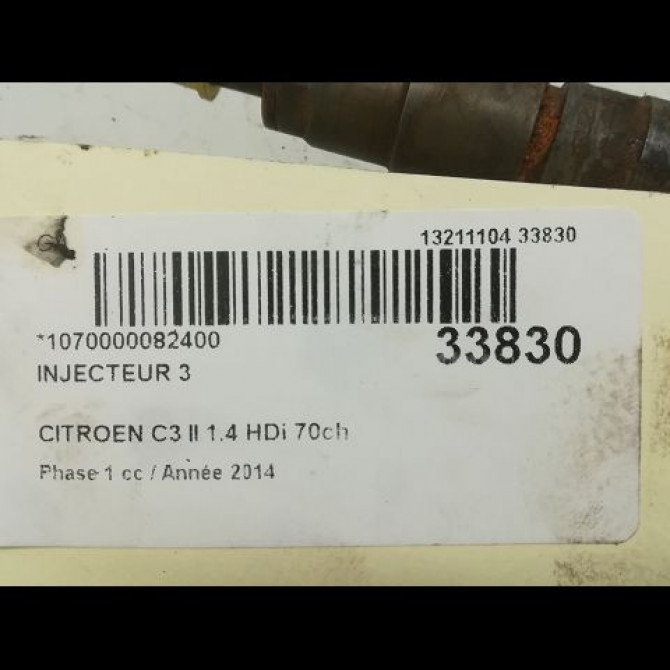 13211104 33830
*1070000082400
33830
INJECTEUR 3
CITROEN C3 II 1.4 HDi 70ch
Phase 1 cc / Année 2014